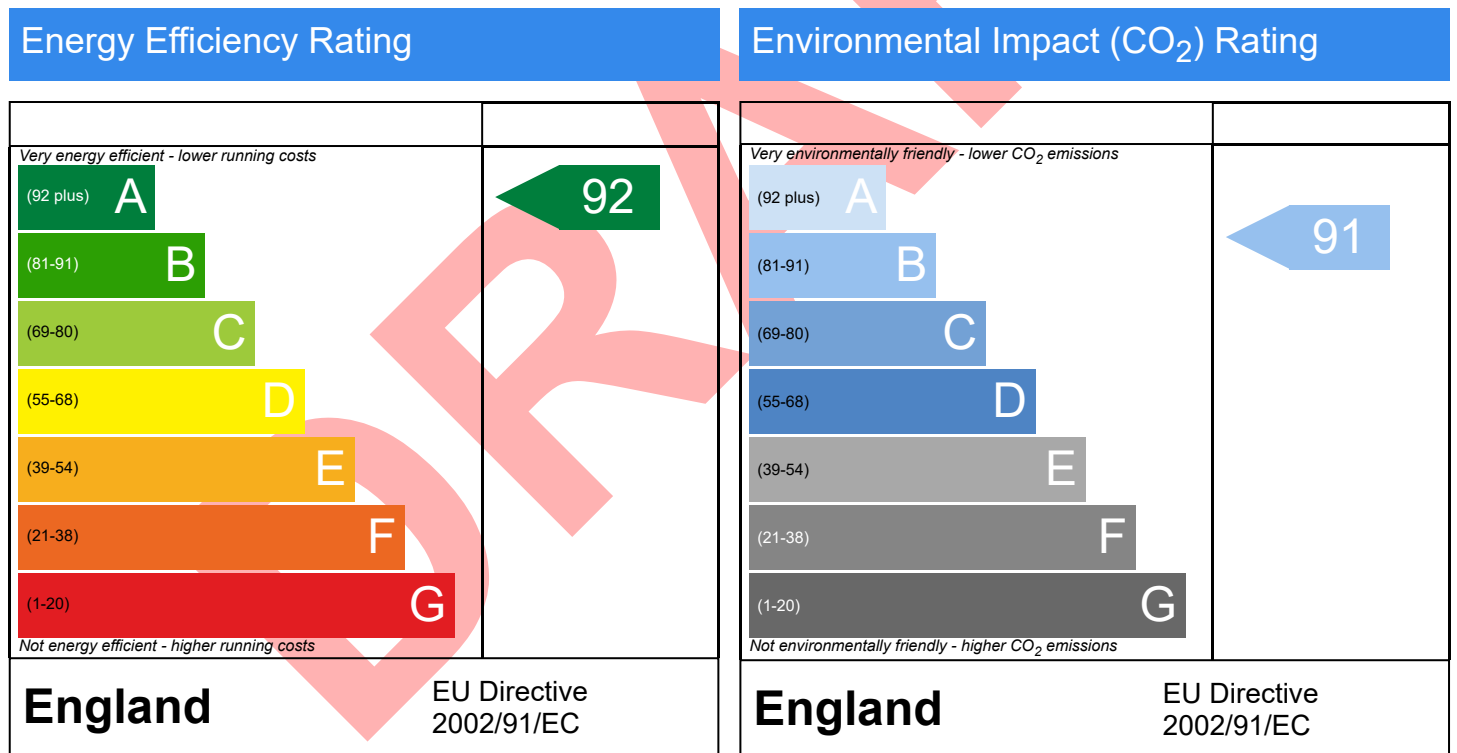 Energy Efficiency Rating
Very energy efficient - lower running costs
(92 plus) A
92
(81-91) B
(69-80) C
(55-68) D
(39-54) E
(21-38) F
(1-20) G
Not energy efficient - higher running costs
England
EU Directive
2002/91/EC
Environmental Impact (CO₂) Rating
Very environmentally friendly - lower CO₂ emissions
(92 plus) A
91
(81-91) B
(69-80) C
(55-68) D
(39-54) E
(21-38) F
(1-20) G
Not environmentally friendly - higher CO₂ emissions
England
EU Directive
2002/91/EC